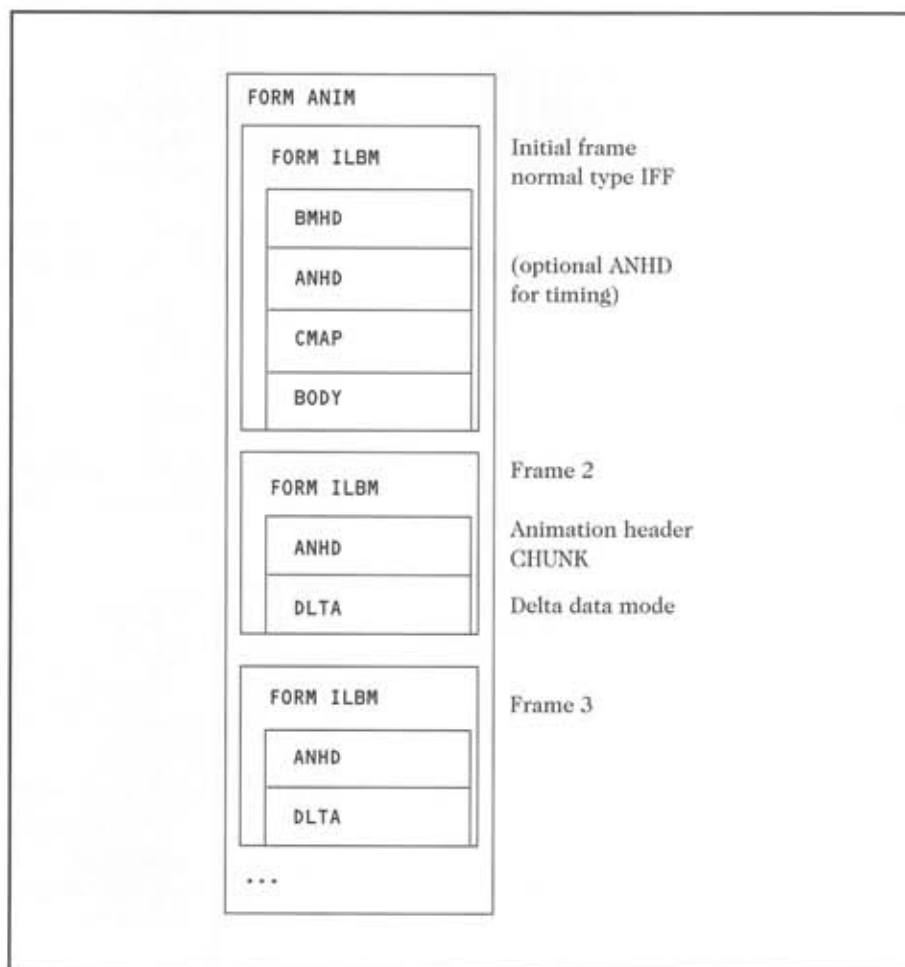 FORM ANIM
FORM ILBM
Initial frame
normal type IFF
BMHD
ANHD
(optional ANHD
for timing)
CMAP
BODY
FORM ILBM
Frame 2
ANHD
Animation header
CHUNK
DLTA
Delta data mode
FORM ILBM
Frame 3
ANHD
DLTA
...